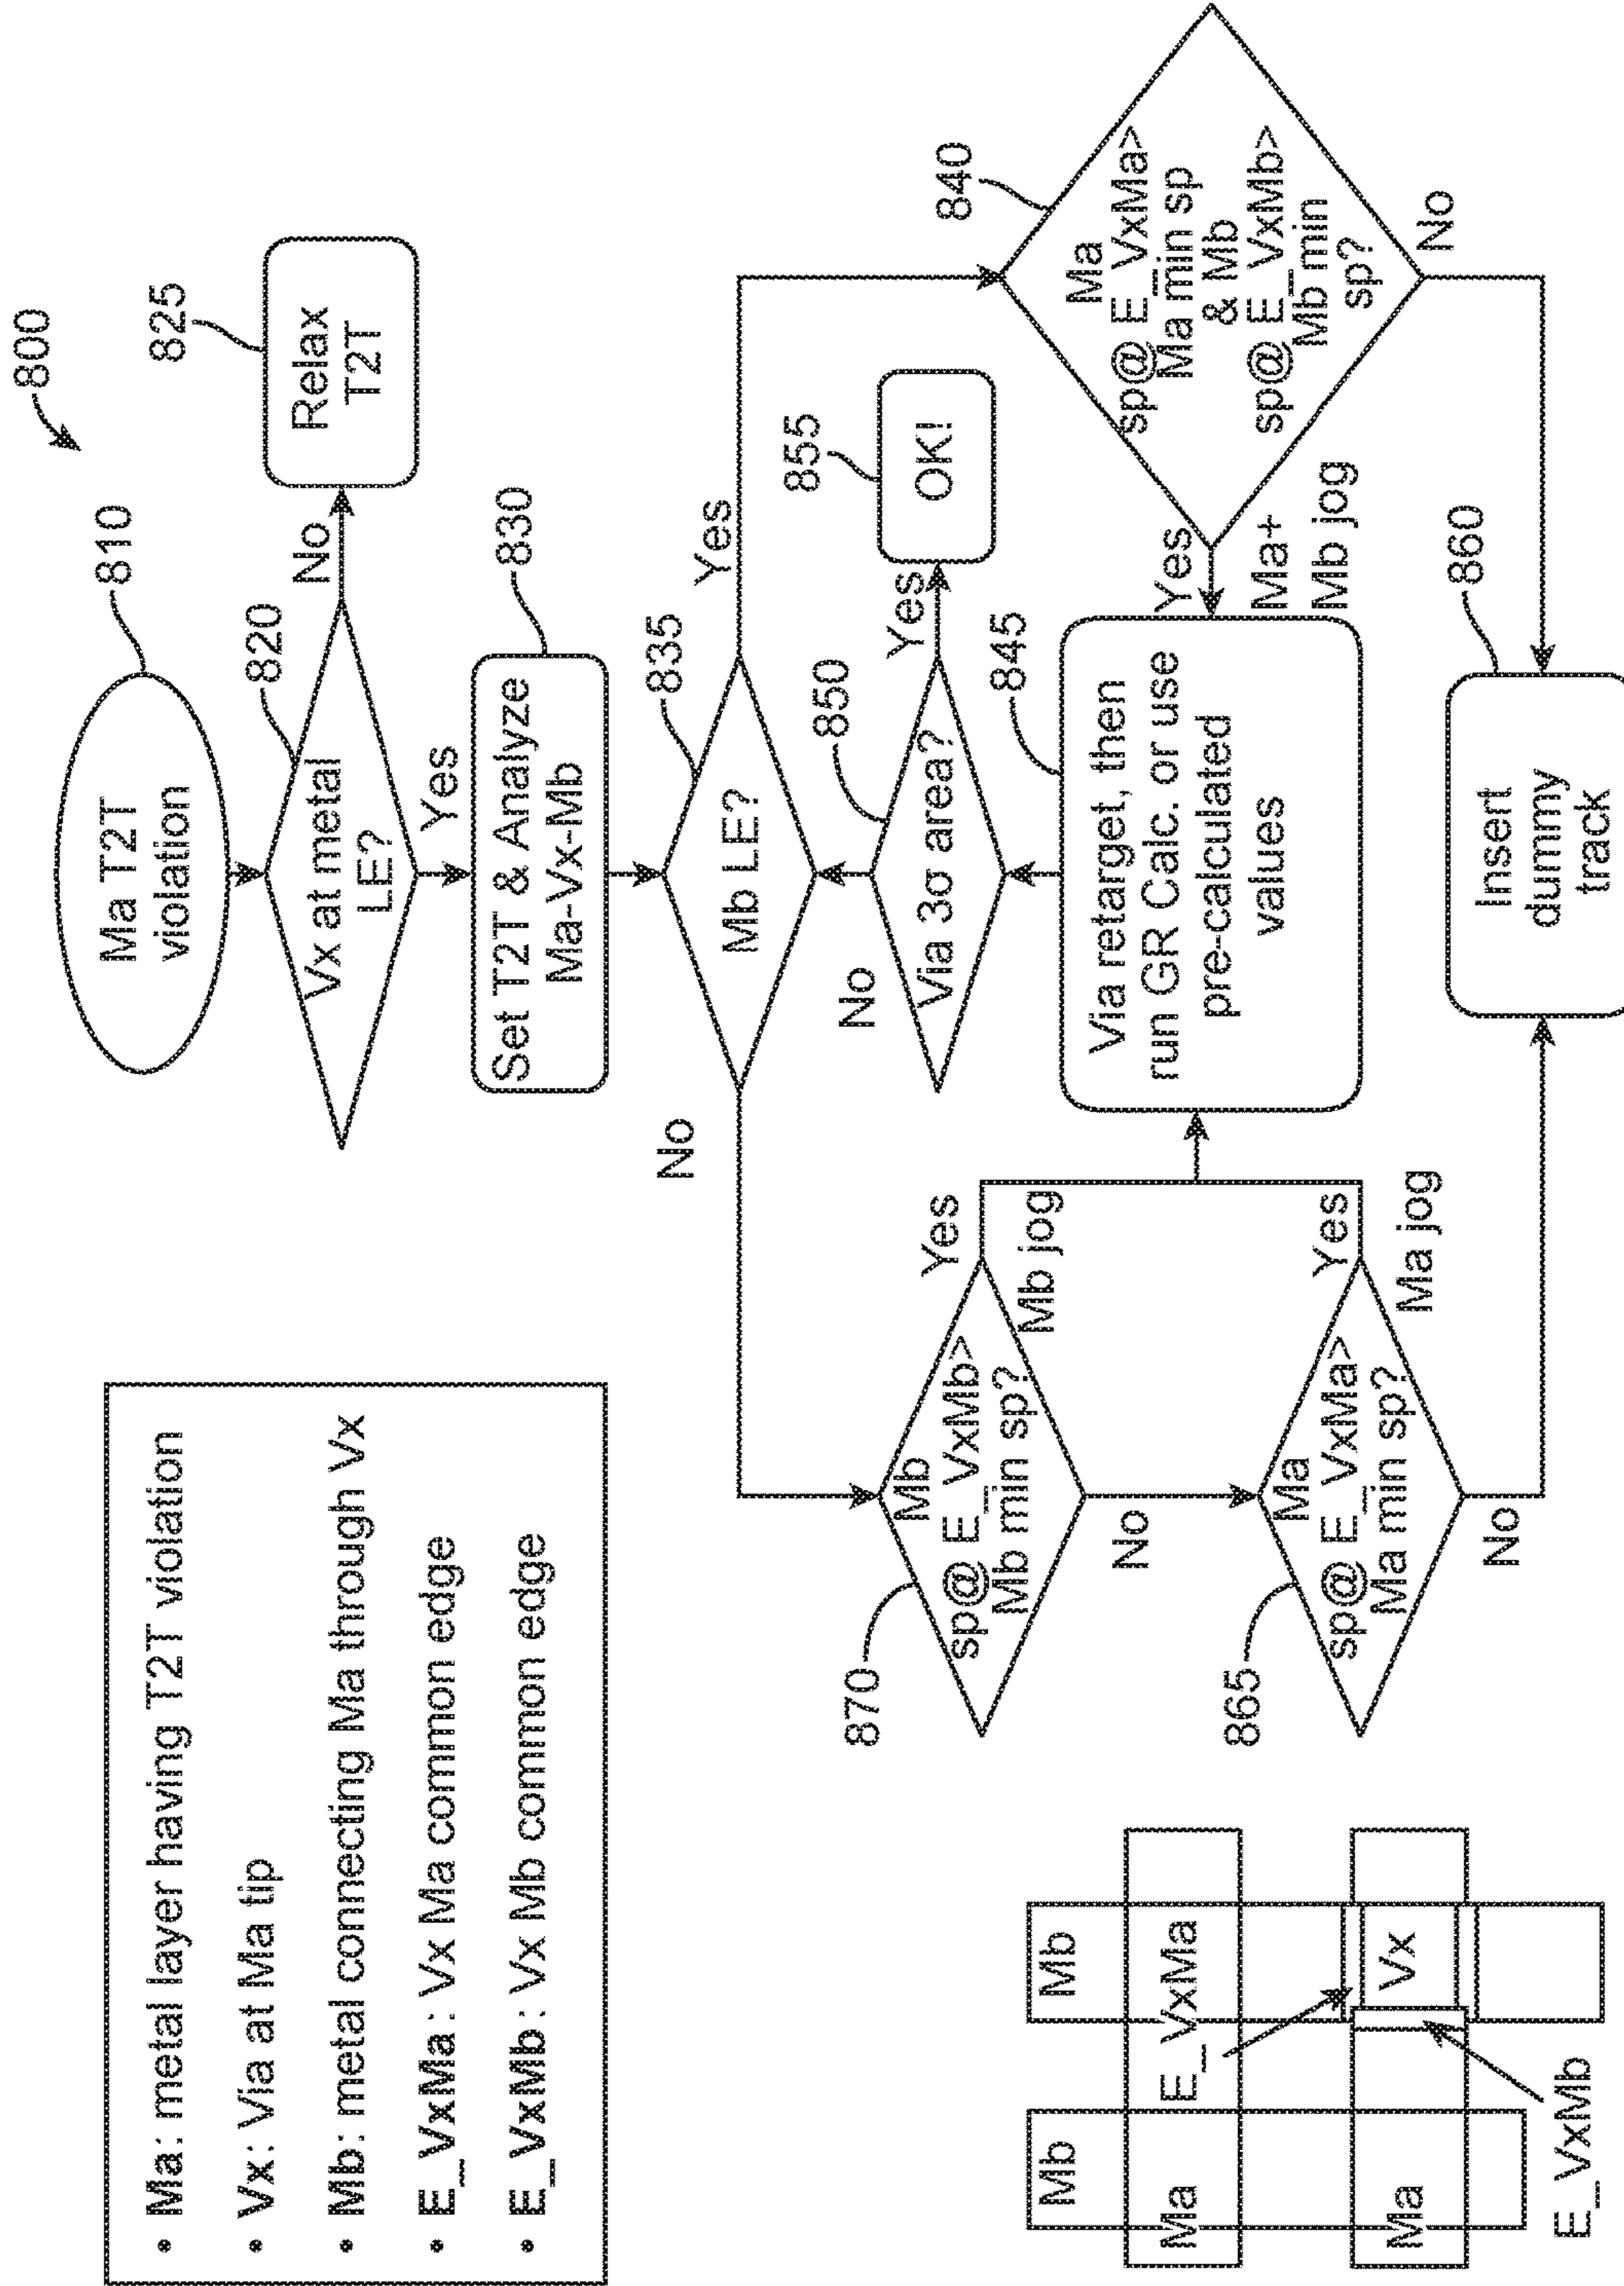 800
810
Ma T2T
violation
820
Vx at metal
LE?
No
825
Relax
T2T
Yes
830
Set T2T & Analyze
Ma-Vx-Mb
835
Mb LE?
No
Yes
850
Via 3σ area?
No
Yes
855
OK!
840
Ma
sp@ E_VxMa>
Ma min sp
& Mb
sp@ E_VxMb>
Mb min
sp?
Yes
Ma+
Mb jog
No
845
Via retarget, then
run GR Calc. or use
pre-calculated
values
870
Mb
sp@ E_VxMb>
Mb min sp?
Yes
Mb jog
No
865
Ma
sp@ E_VxMa>
Ma min sp?
Yes
Ma jog
No
860
Insert
dummy
track
• Ma: metal layer having T2T violation
• Vx: Via at Ma tip
• Mb: metal connecting Ma through Vx
• E_VxMa: Vx Ma common edge
• E_VxMb: Vx Mb common edge
Mb
Mb
Ma
E_VxMa
Ma
Vx
E_VxMb